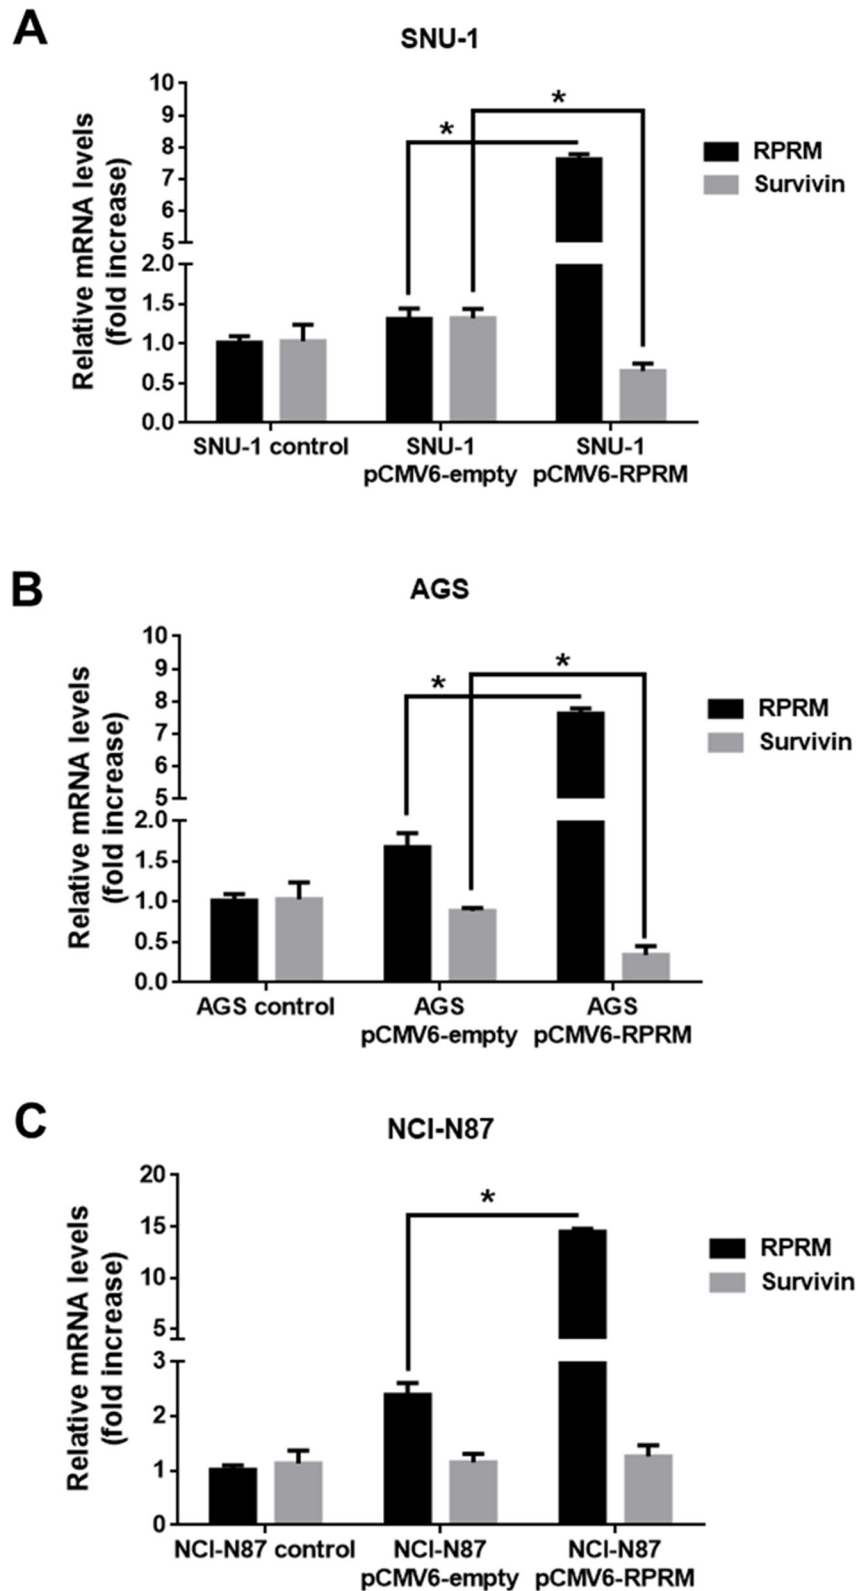 A
SNU-1
Relative mRNA levels
(fold increase)
10
9
8
7
6
5
2.0
1.5
1.0
0.5
0.0
*
*
RPRM
Survivin
SNU-1 control
SNU-1
pCMV6-empty
SNU-1
pCMV6-RPRM
B
AGS
Relative mRNA levels
(fold increase)
10
9
8
7
6
5
2.0
1.5
1.0
0.5
0.0
*
*
RPRM
Survivin
AGS control
AGS
pCMV6-empty
AGS
pCMV6-RPRM
C
NCI-N87
Relative mRNA levels
(fold increase)
20
15
10
5
3
2
1
0
*
RPRM
Survivin
NCI-N87 control
NCI-N87
pCMV6-empty
NCI-N87
pCMV6-RPRM